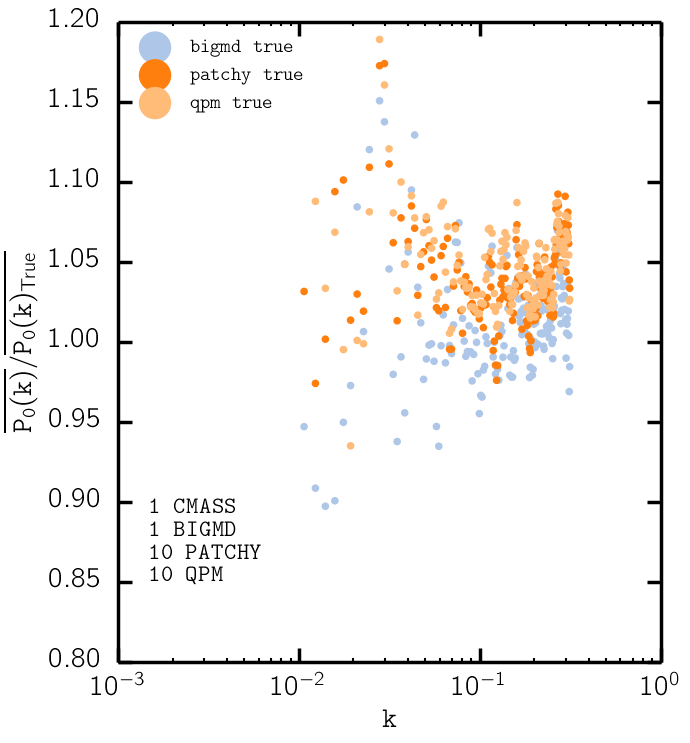 1.20
1.15
1.10
1.05
1.00
0.95
0.90
0.85
0.80
P₀(k)/P₀(k)True
bigmd true
patchy true
qpm true
1 CMASS
1 BIGMD
10 PATCHY
10 QPM
10⁻³ 10⁻² 10⁻¹ 10⁰
k